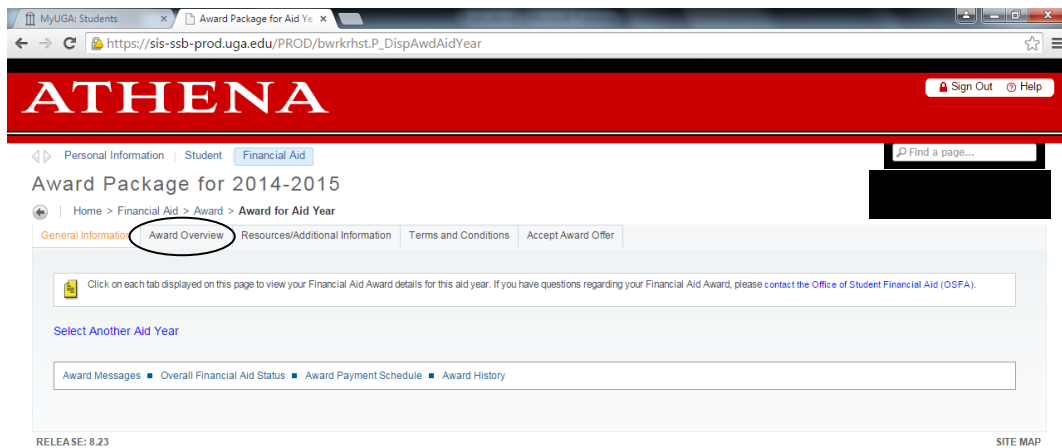 MyUGA: Students × Award Package for Aid Ye ×
https://sis-ssb-prod.uga.edu/PROD/bwrkrhst.P_DispAwdAidYear
ATHENA
Sign Out Help
Personal Information | Student Financial Aid
Find a page...
Award Package for 2014-2015
Home > Financial Aid > Award > Award for Aid Year
General Information Award Overview Resources/Additional Information Terms and Conditions Accept Award Offer
Click on each tab displayed on this page to view your Financial Aid Award details for this aid year. If you have questions regarding your Financial Aid Award, please contact the Office of Student Financial Aid (OSFA).
Select Another Aid Year
Award Messages ■ Overall Financial Aid Status ■ Award Payment Schedule ■ Award History
RELEASE: 8.23 SITE MAP